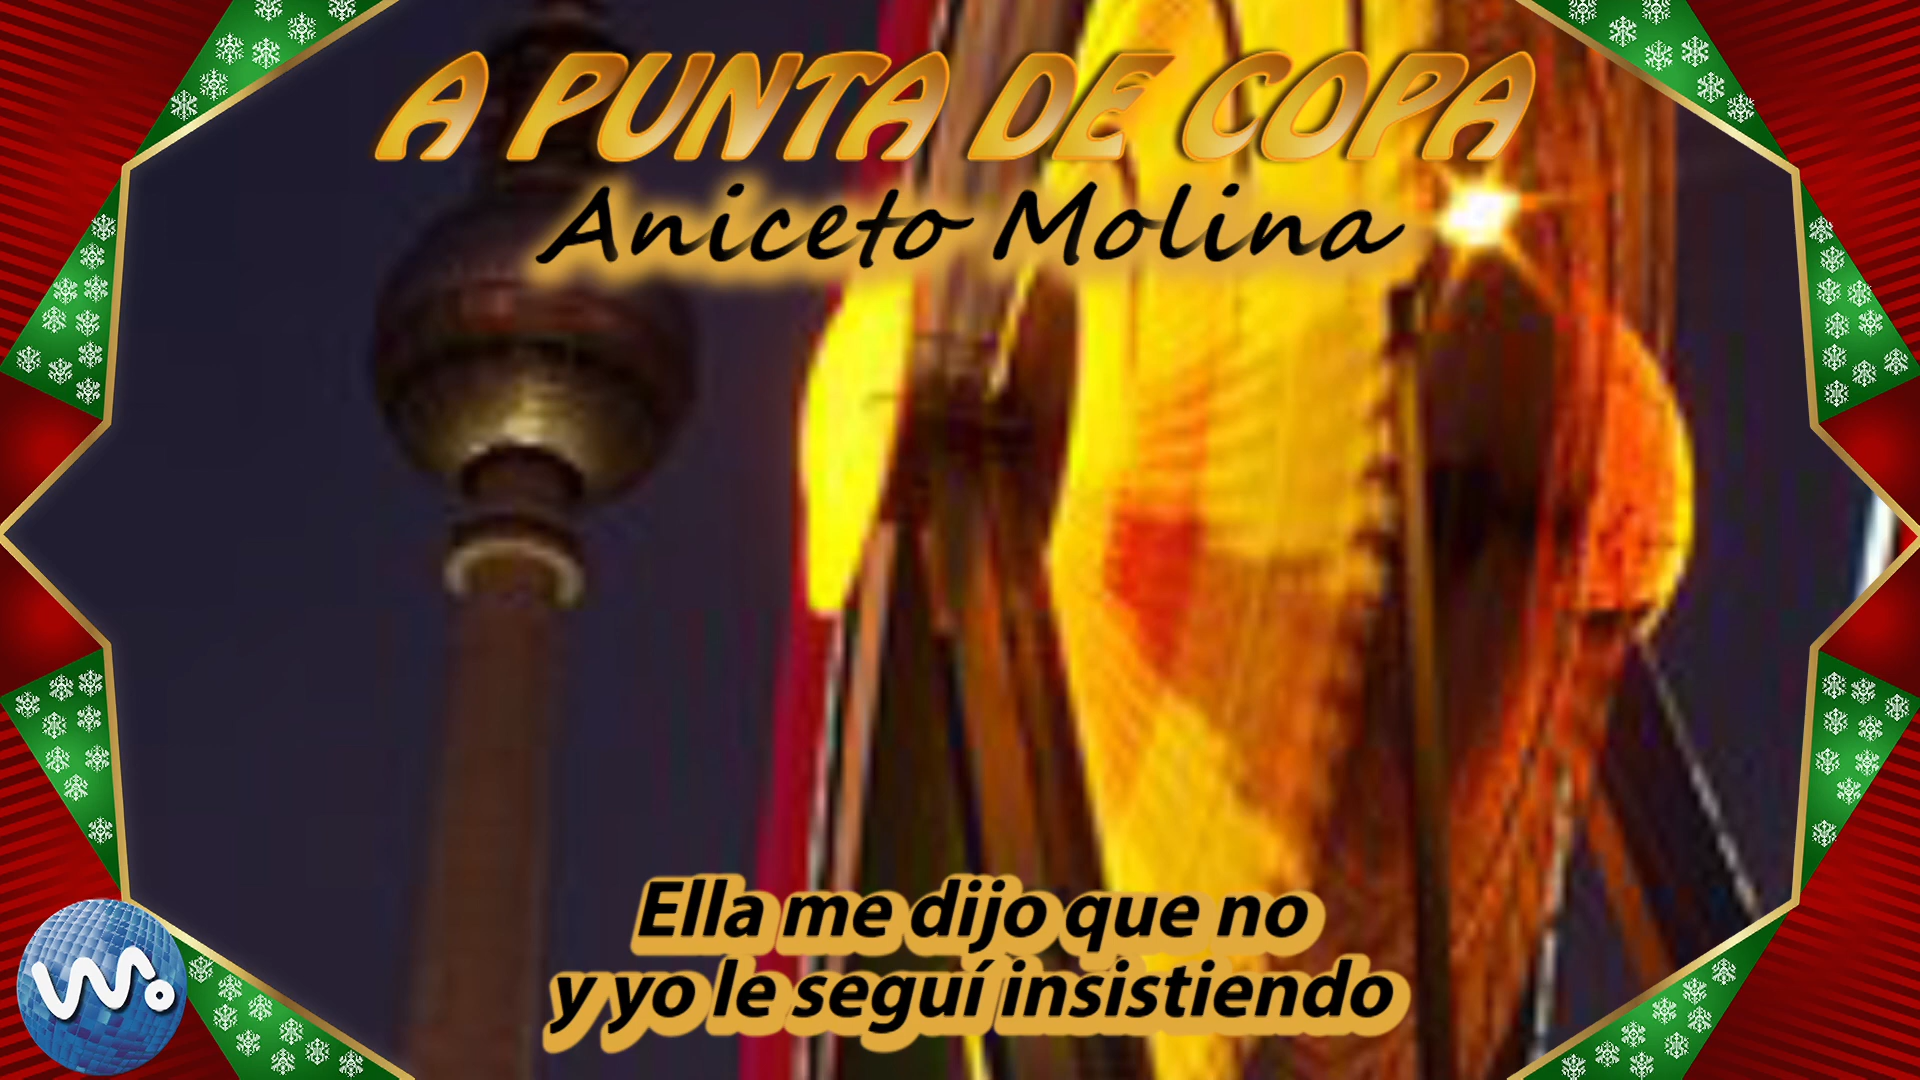 A PUNTA DE COPA
Aniceto Molina
Ella me dijo que no
y yo le seguí insistiendo